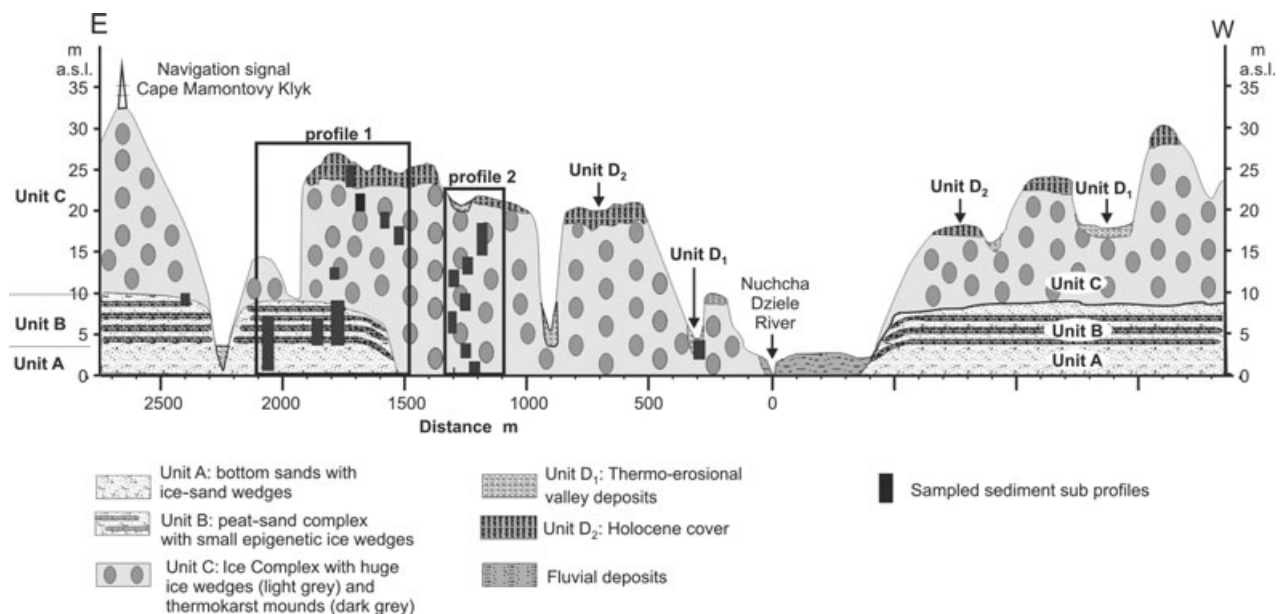 E
W
m
a.s.l.
m
a.s.l.
Navigation signal
Cape Mamontovy Klyk
35
30
25
20
15
10
5
0
35
30
25
20
15
10
5
0
Unit C
Unit B
Unit A
profile 1
profile 2
Unit D₂
Unit D₁
Nuchcha
Dziele
River
Unit D₂
Unit D₁
Unit C
Unit B
Unit A
2500 2000 1500 1000 500 0
Distance m
Unit A: bottom sands with
ice-sand wedges
Unit B: peat-sand complex
with small epigenetic ice wedges
Unit C: Ice Complex with huge
ice wedges (light grey) and
thermokarst mounds (dark grey)
Unit D₁: Thermo-erosional
valley deposits
Unit D₂: Holocene cover
Fluvial deposits
Sampled sediment sub profiles